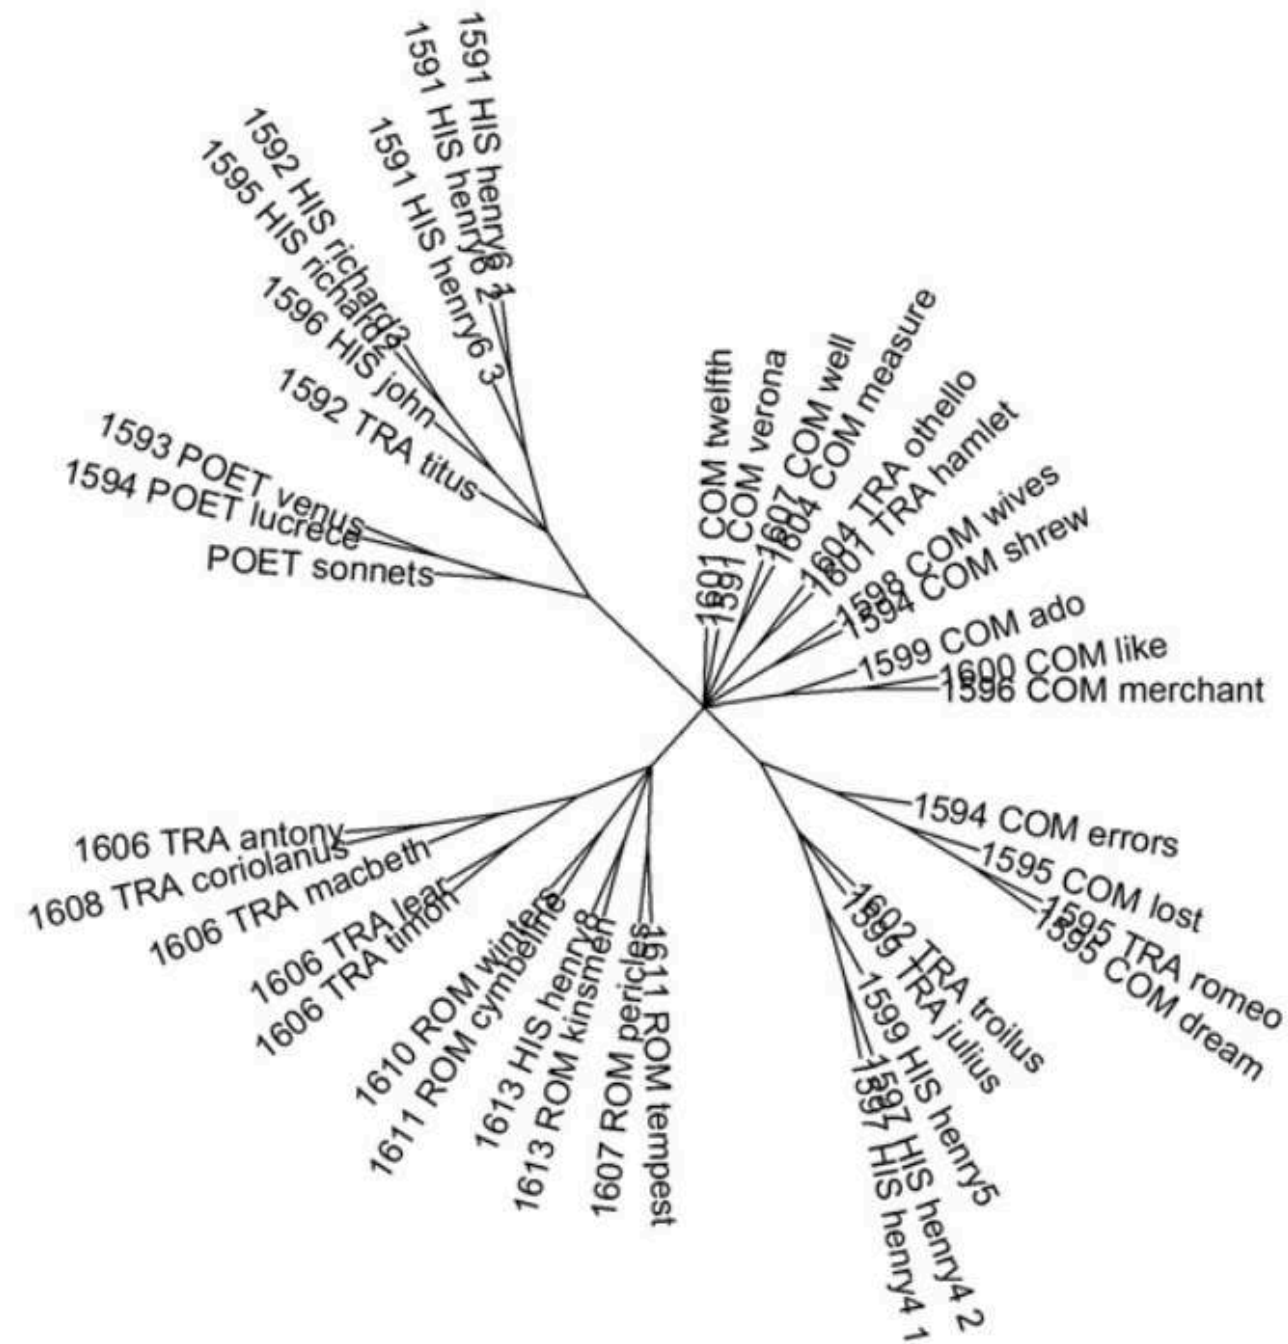 1591 HIS henry6 1
1591 HIS henry6 2
1591 HIS henry6 3
1592 HIS richard3
1595 HIS richard2
1596 HIS john
1592 TRA titus
1593 POET venus
1594 POET lucrece
POET sonnets
1601 COM twelfth
1591 COM verona
1607 COM well
1604 COM measure
1604 TRA othello
1601 TRA hamlet
1598 COM wives
1594 COM shrew
1599 COM ado
1600 COM like
1596 COM merchant
1594 COM errors
1595 COM lost
1595 TRA romeo
1595 COM dream
1602 TRA troilus
1599 TRA julius
1599 HIS henry5
1597 HIS henry4 2
1597 HIS henry4 1
1611 ROM tempest
1607 ROM pericles
1613 ROM kinsmen
1613 HIS henry8
1611 ROM cymbeline
1610 ROM winters
1606 TRA timon
1606 TRA lear
1606 TRA macbeth
1608 TRA coriolanus
1606 TRA antony